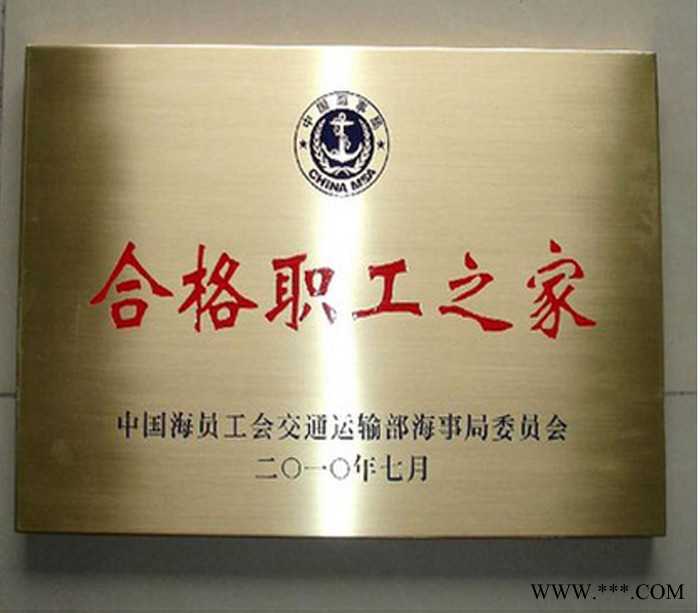 中国海事局
CHINA MSA
合格职工之家
中国海员工会交通运输部海事局委员会
二〇一〇年七月
WWW.***.COM